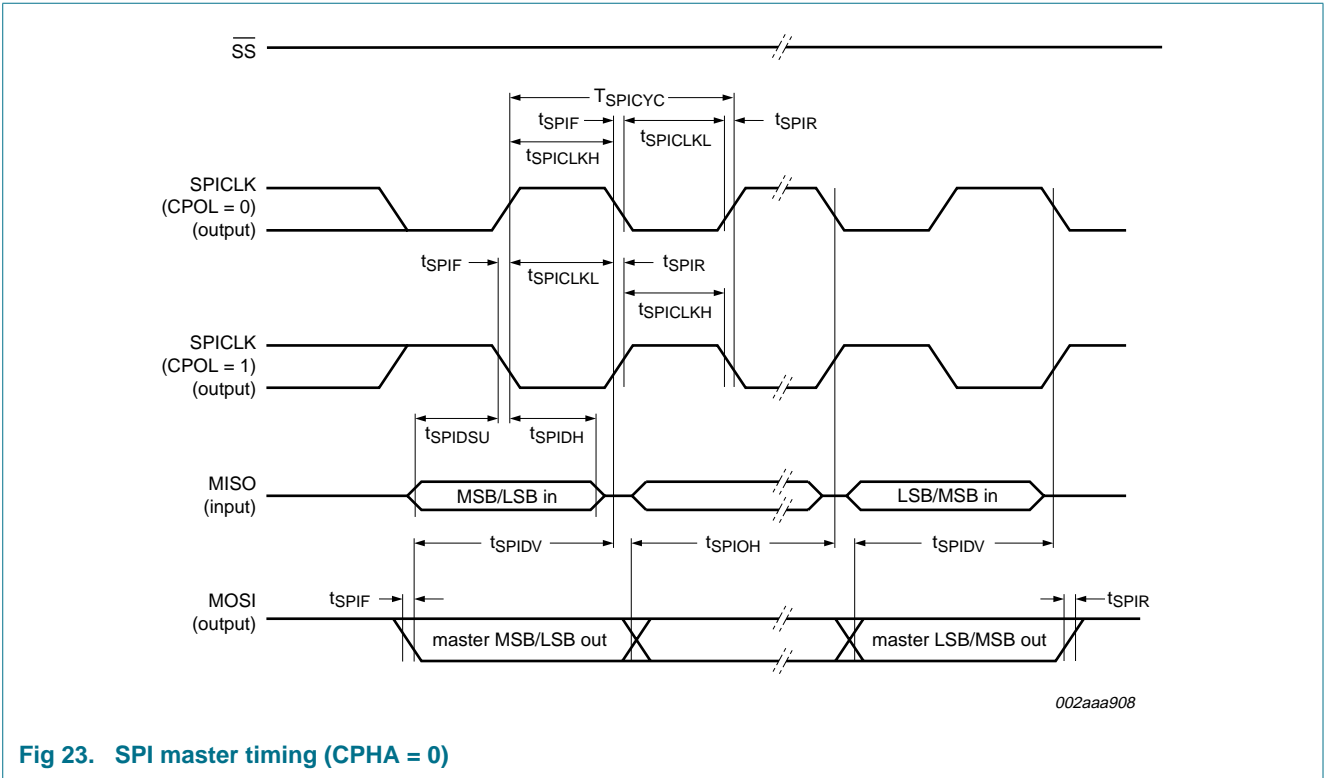 SS
TSPICYC
tSPIF
tSPICLKL
tSPIR
tSPICLKH
SPICLK
(CPOL = 0)
(output)
tSPIF
tSPICLKL
tSPIR
tSPICLKH
SPICLK
(CPOL = 1)
(output)
tSPIDSU
tSPIDH
MISO
(input)
MSB/LSB in
LSB/MSB in
tSPIDV
tSPIOH
tSPIDV
MOSI
(output)
tSPIF
tSPIR
master MSB/LSB out
master LSB/MSB out
002aaa908
Fig 23. SPI master timing (CPHA = 0)